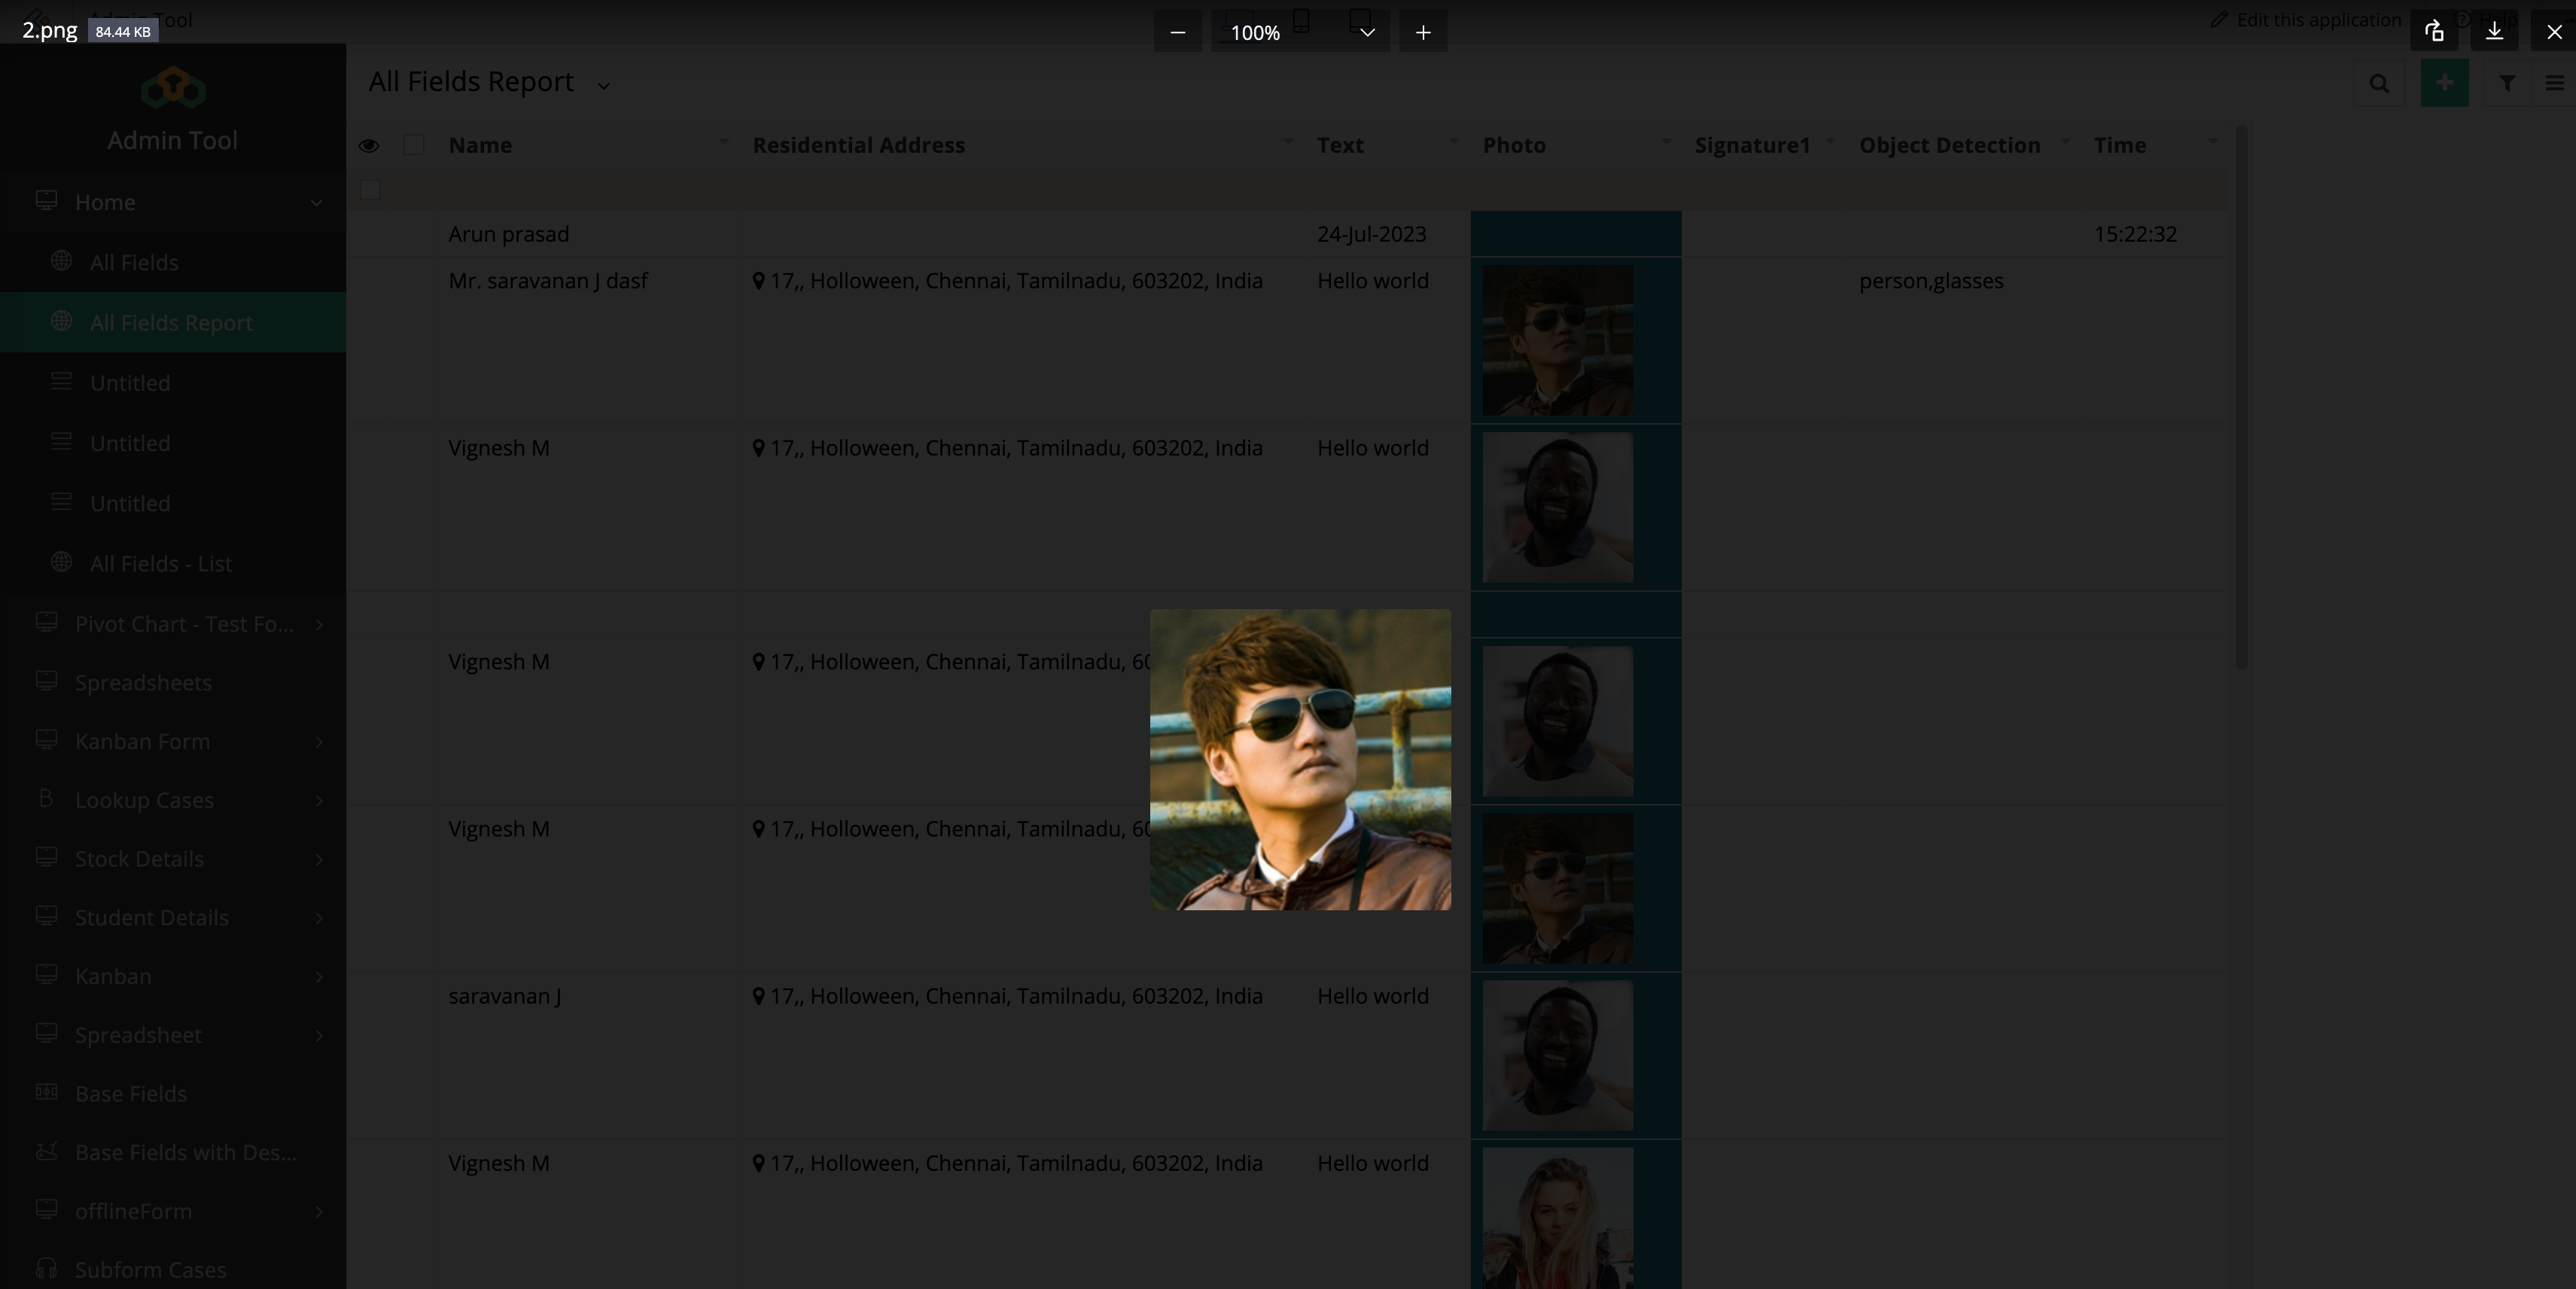 2.png 84.44 KB
100%
Admin Tool
Edit this application
Help
Admin Tool
Home
All Fields
All Fields Report
Untitled
Untitled
Untitled
All Fields - List
Pivot Chart - Test Fo...
Spreadsheets
Kanban Form
Lookup Cases
Stock Details
Student Details
Kanban
Spreadsheet
Base Fields
Base Fields with Des...
offlineForm
Subform Cases
All Fields Report
Name Residential Address Text Photo Signature1 Object Detection Time
Arun prasad 24-Jul-2023 15:22:32
Mr. saravanan J dasf 17,, Holloween, Chennai, Tamilnadu, 603202, India Hello world person,glasses
Vignesh M 17,, Holloween, Chennai, Tamilnadu, 603202, India Hello world
Vignesh M 17,, Holloween, Chennai, Tamilnadu, 60
Vignesh M 17,, Holloween, Chennai, Tamilnadu, 60
saravanan J 17,, Holloween, Chennai, Tamilnadu, 603202, India Hello world
Vignesh M 17,, Holloween, Chennai, Tamilnadu, 603202, India Hello world